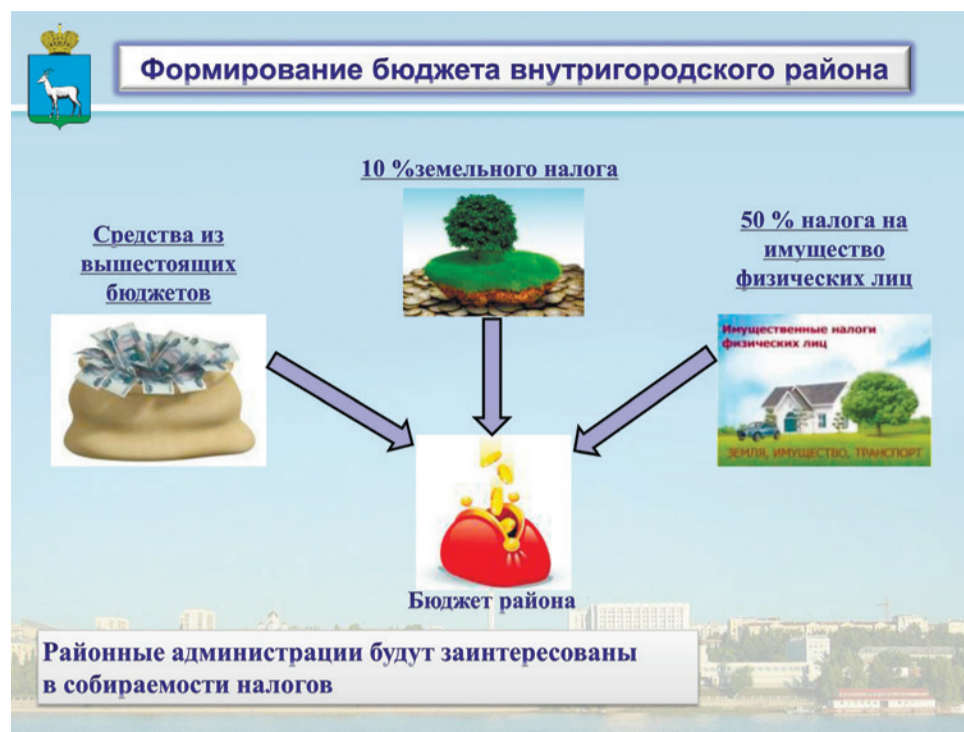 Формирование бюджета внутригородского района
10 %земельного налога
Средства из
вышестоящих
бюджетов
50 % налога на
имущество
физических лиц
Имущественные налоги
физических лиц
ЗЕМЛЯ, ИМУЩЕСТВО, ТРАНСПОРТ
Бюджет района
Районные администрации будут заинтересованы
в собираемости налогов